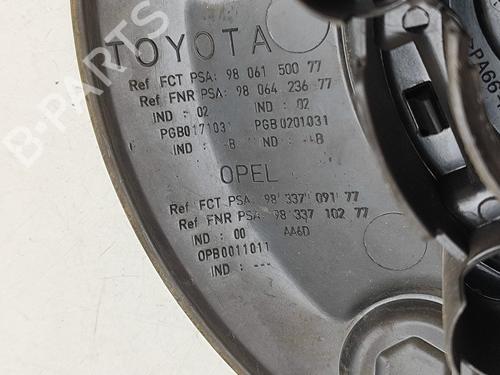 TOYOTA
Ref FCT PSA: 98 061 500 77
Ref FNR PSA: 98 064 236 77
IND : 02 IND : 02
PGB017103 PGB0201031
IND : --B IND : --B
OPEL
Ref FCT PSA: 98 337 091 77
Ref FNR PSA: 98 337 102 77
IND : 00 AA6D
OPB0011011
IND : ---
PA66